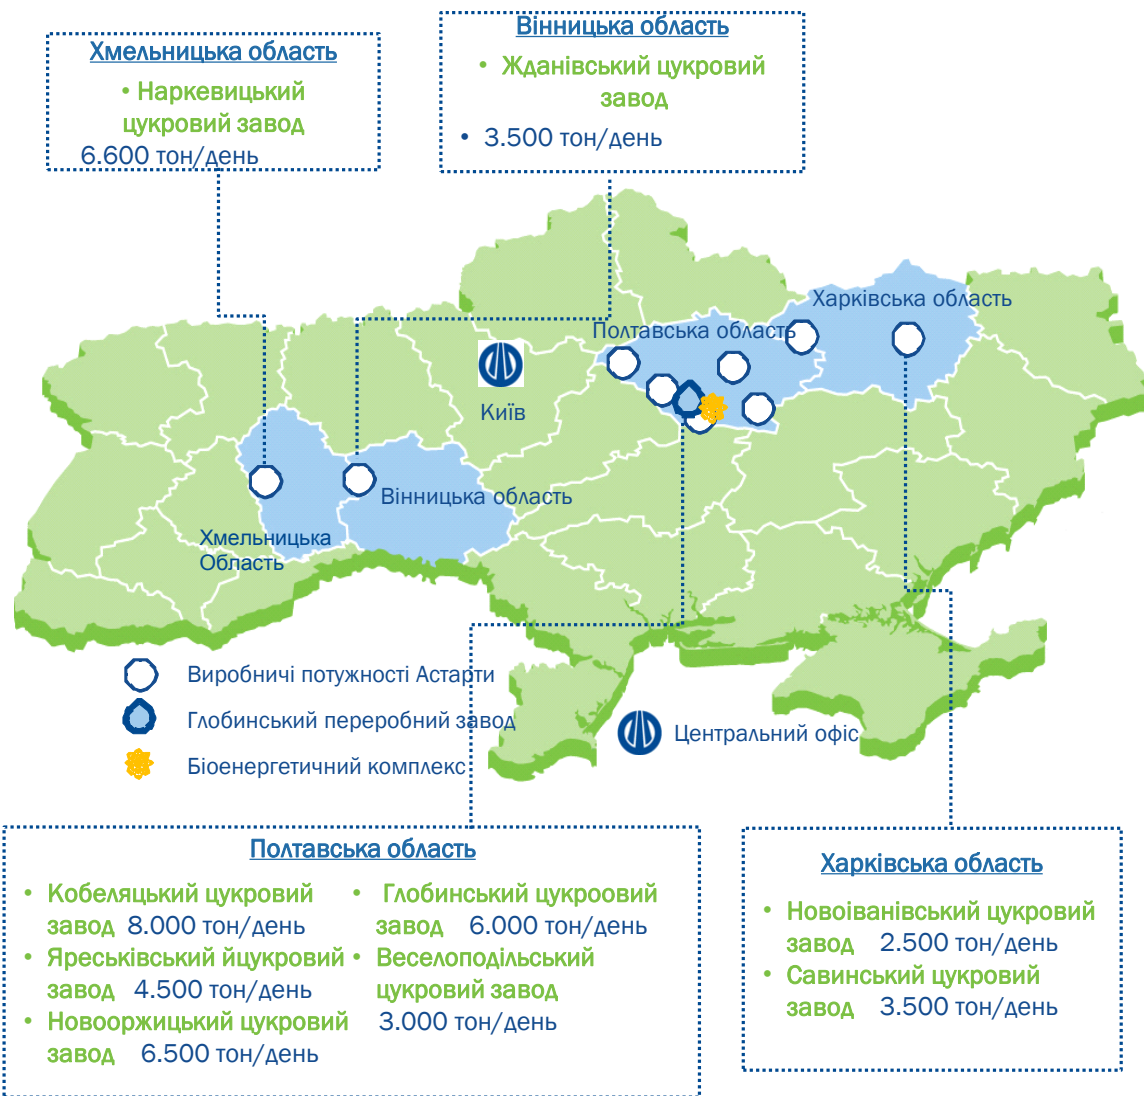 Хмельницька область
• Наркевицький
цукровий завод
6.600 тон/день
Вінницька область
• Жданівський цукровий
завод
• 3.500 тон/день
Харківська область
Полтавська область
Київ
Вінницька область
Хмельницька
Область
Виробничі потужності Астарти
Глобинський переробний завод
Біоенергетичний комплекс
Центральний офіс
Полтавська область
• Кобеляцький цукровий
завод 8.000 тон/день
• Яреськівський йцукровий
завод 4.500 тон/день
• Новооржицький цукровий
завод 6.500 тон/день
• Глобинський цукроовий
завод 6.000 тон/день
• Веселоподільський
цукровий завод
3.000 тон/день
Харківська область
• Новоіванівський цукровий
завод 2.500 тон/день
• Савинський цукровий
завод 3.500 тон/день